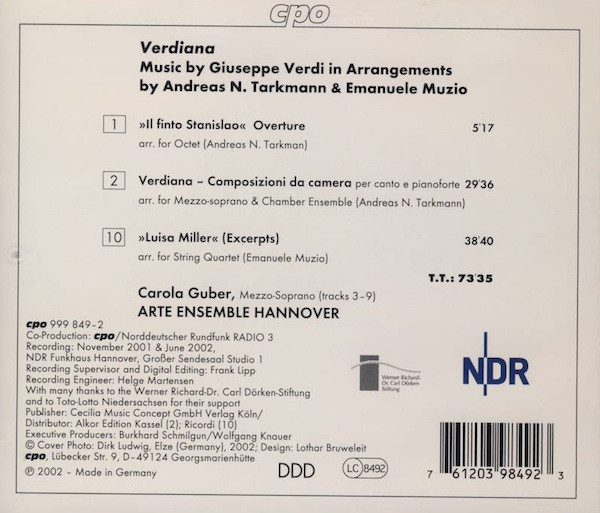 cpo
Verdiana
Music by Giuseppe Verdi in Arrangements
by Andreas N. Tarkmann & Emanuele Muzio
1 »Il finto Stanislao« Overture 5'17
arr. for Octet (Andreas N. Tarkman)
2 Verdiana – Composizioni da camera per canto e pianoforte 29'36
arr. for Mezzo-soprano & Chamber Ensemble (Andreas N. Tarkmann)
10 »Luisa Miller« (Excerpts) 38'40
arr. for String Quartet (Emanuele Muzio)
T.T.: 73'35
Carola Guber, Mezzo-Soprano (tracks 3–9)
ARTE ENSEMBLE HANNOVER
cpo 999 849–2
Co-Production: cpo/Norddeutscher Rundfunk RADIO 3
Recording: November 2001 & June 2002,
NDR Funkhaus Hannover, Großer Sendesaal Studio 1
Recording Supervisor and Digital Editing: Frank Lipp
Recording Engineer: Helge Martensen
With many thanks to the Werner Richard-Dr. Carl Dörken-Stiftung
and to Toto-Lotto Niedersachsen for their support
Publisher: Cecilia Music Concept GmbH Verlag Köln/
Distributor: Alkor Edition Kassel (2); Ricordi (10)
Executive Producers: Burkhard Schmilgun/Wolfgang Knauer
© Cover Photo: Dirk Ludwig, Elze (Germany), 2002; Design: Lothar Bruweleit
cpo, Lübecker Str. 9, D–49124 Georgsmarienhütte
℗ 2002 – Made in Germany
Werner Richard-
Dr. Carl Dörken
Stiftung
NDR
DDD
LC 8492
7 61203 98492 3